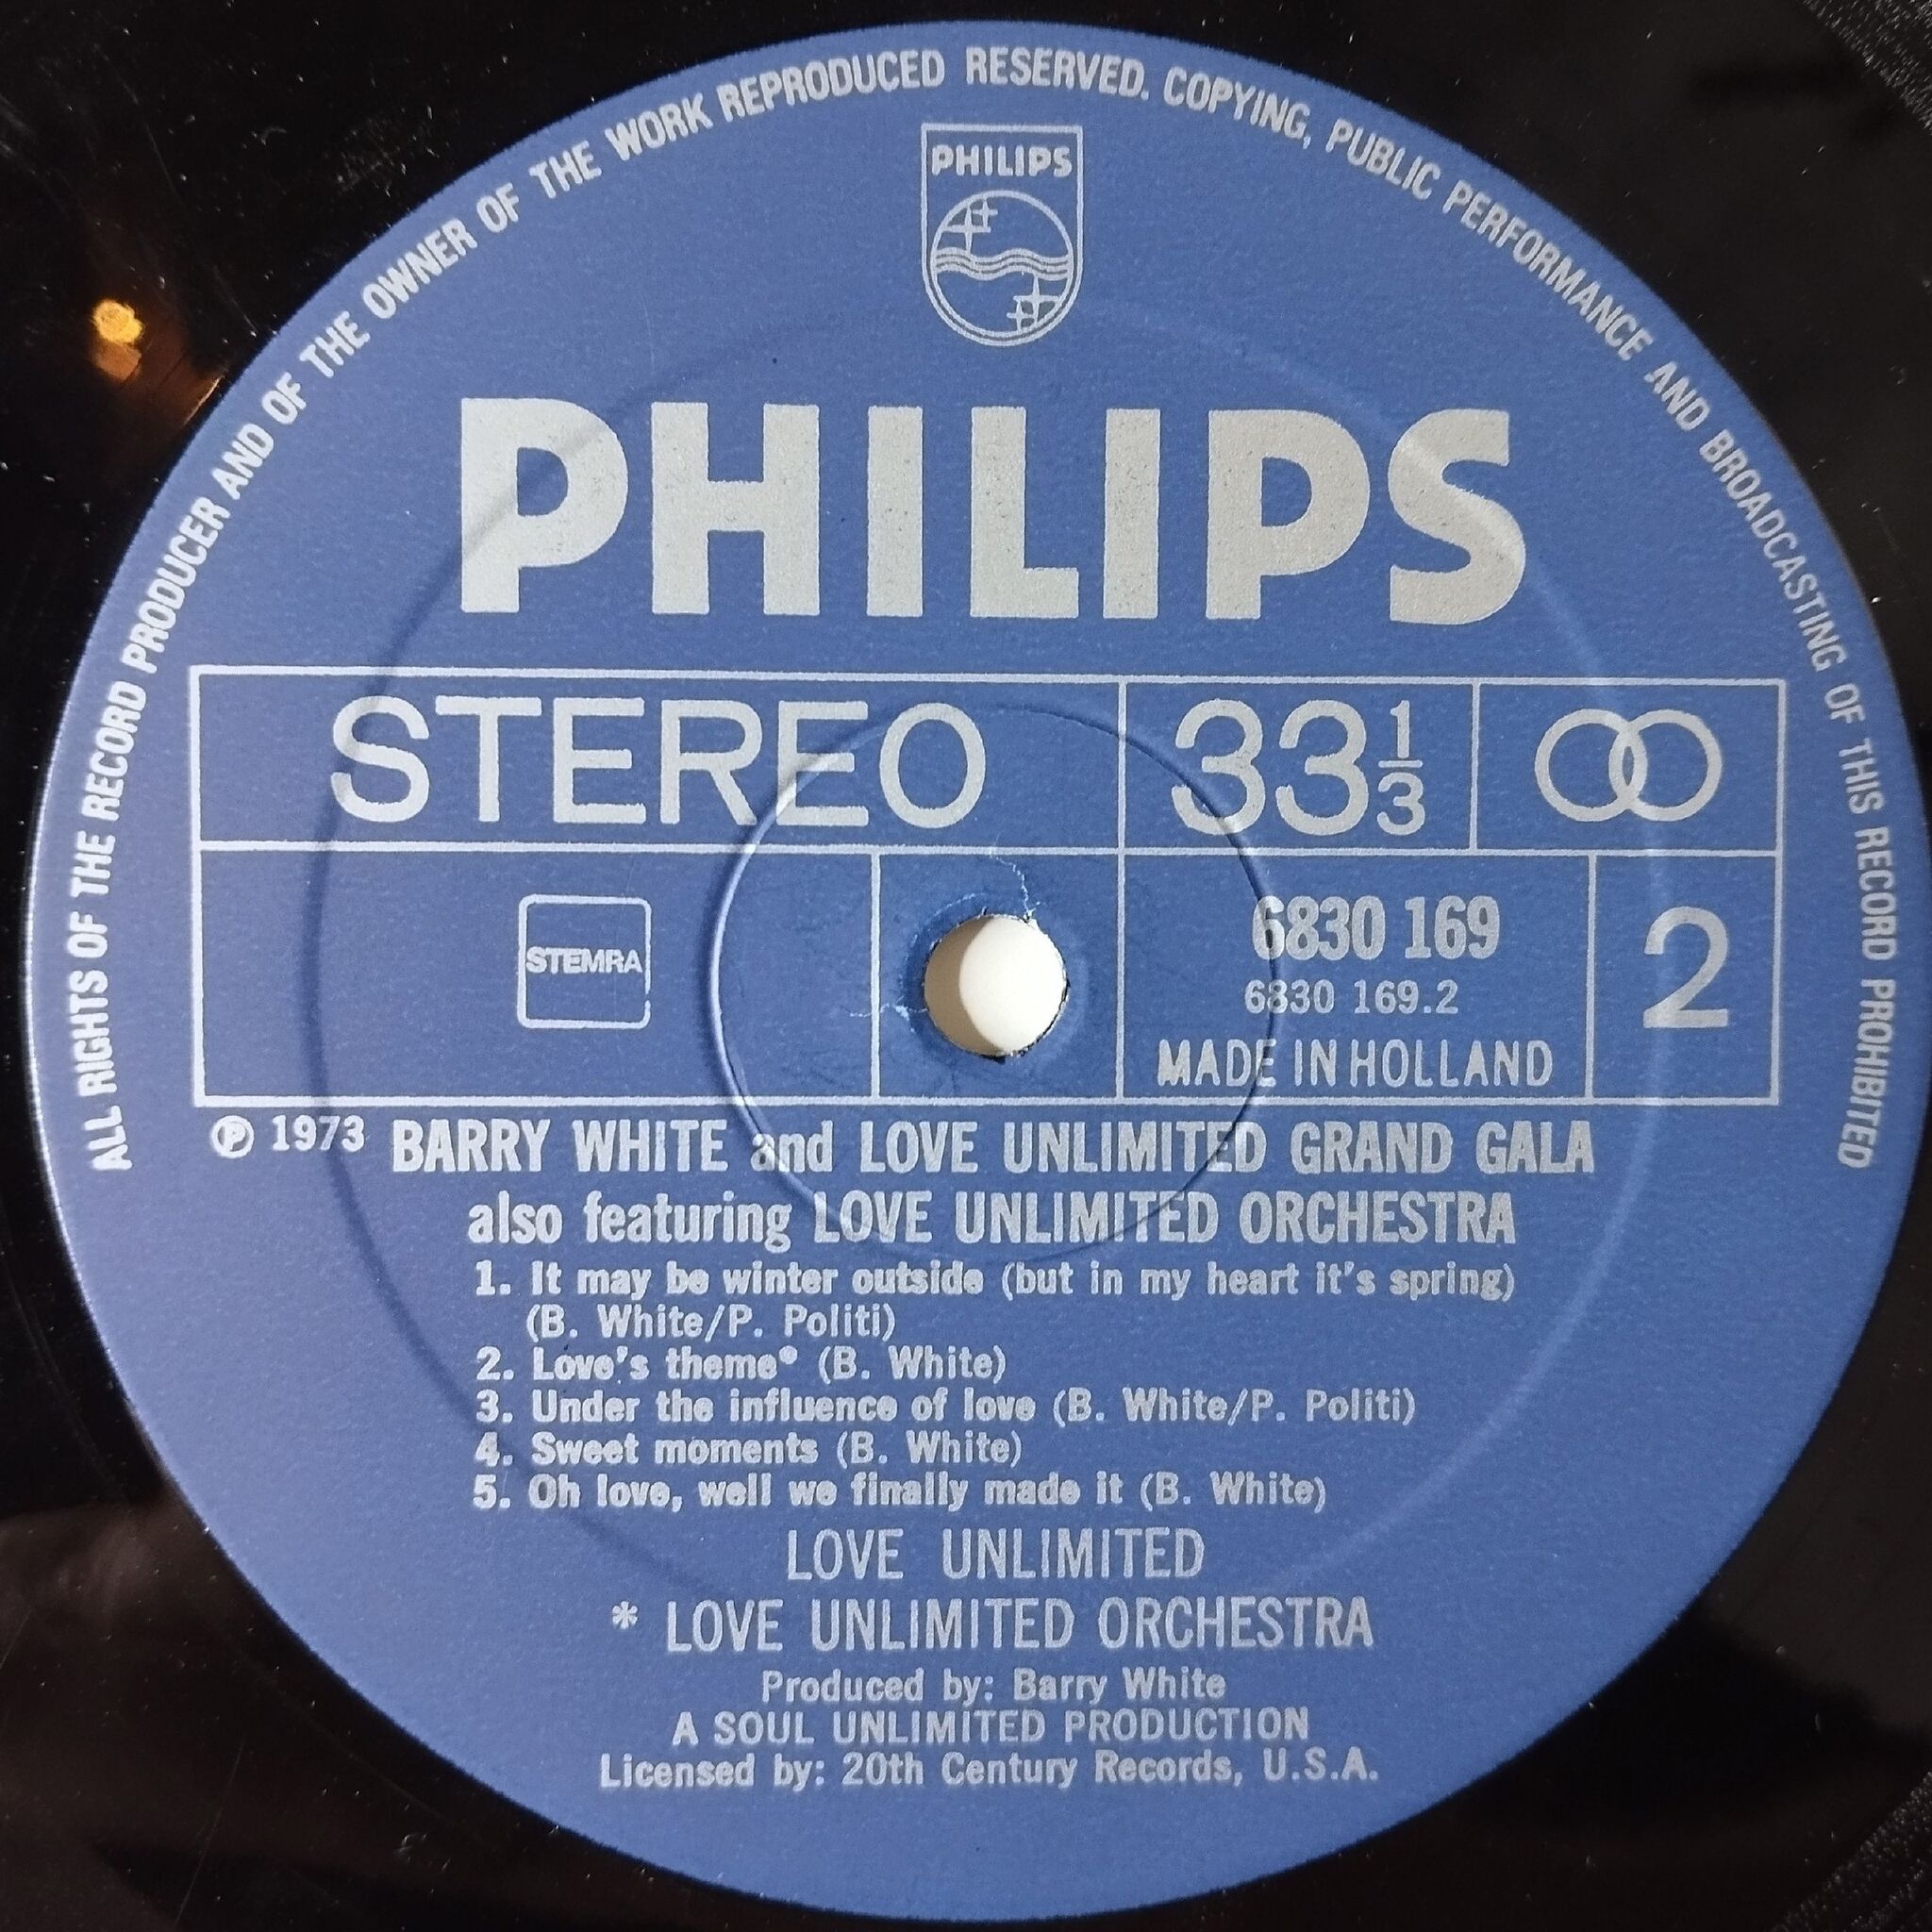 ALL RIGHTS OF THE RECORD PRODUCER AND OF THE OWNER OF THE WORK REPRODUCED RESERVED. COPYING, PUBLIC PERFORMANCE AND BROADCASTING OF THIS RECORD PROHIBITED
PHILIPS
PHILIPS
STEREO 33 1/3
STEMRA
6830 169
6830 169.2
MADE IN HOLLAND
2
℗ 1973 BARRY WHITE and LOVE UNLIMITED GRAND GALA
also featuring LOVE UNLIMITED ORCHESTRA
1. It may be winter outside (but in my heart it's spring)
(B. White/P. Politi)
2. Love's theme* (B. White)
3. Under the influence of love (B. White/P. Politi)
4. Sweet moments (B. White)
5. Oh love, well we finally made it (B. White)
LOVE UNLIMITED
* LOVE UNLIMITED ORCHESTRA
Produced by: Barry White
A SOUL UNLIMITED PRODUCTION
Licensed by: 20th Century Records, U.S.A.